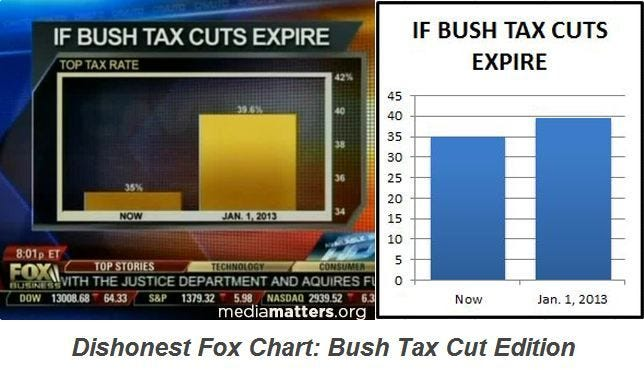 IF BUSH TAX CUTS EXPIRE
TOP TAX RATE
42%
40
38
36
34
35%
39.6%
NOW
JAN. 1, 2013
8:01p ET
FOX
BUSINESS
TOP STORIES
TECHNOLOGY
CONSUMER
WITH THE JUSTICE DEPARTMENT AND AQUIRES
DOW 13008.68 64.33 S&P 1379.32 5.98 NASDAQ 2939.52
mediamatters.org
IF BUSH TAX CUTS
EXPIRE
45
40
35
30
25
20
15
10
5
0
Now
Jan. 1, 2013
Dishonest Fox Chart: Bush Tax Cut Edition